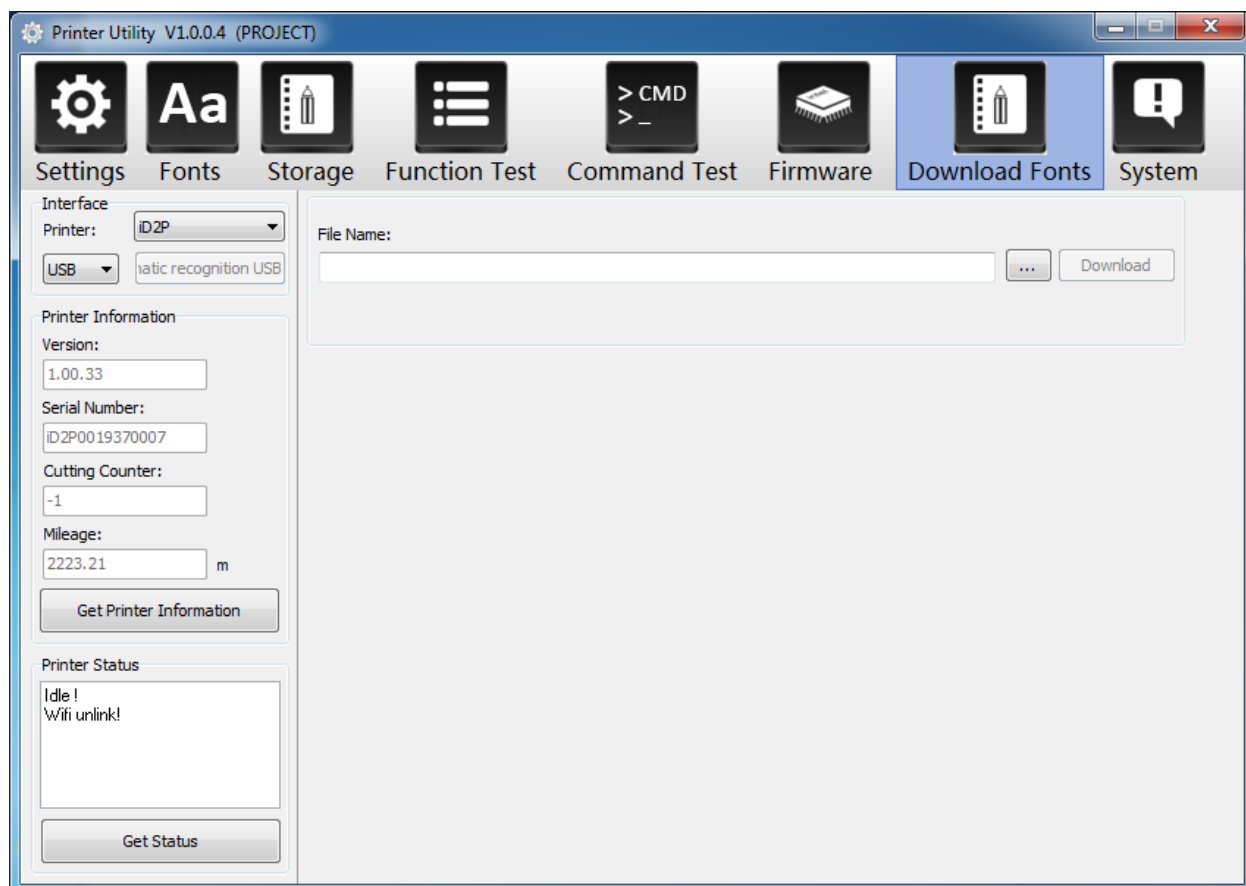 Printer Utility V1.0.0.4 (PROJECT)
Aa
> CMD
>_
Settings Fonts Storage Function Test Command Test Firmware Download Fonts System
Interface
Printer: iD2P
USB natic recognition USB
File Name:
... Download
Printer Information
Version:
1.00.33
Serial Number:
iD2P0019370007
Cutting Counter:
-1
Mileage:
2223.21 m
Get Printer Information
Printer Status
Idle !
Wifi unlink!
Get Status